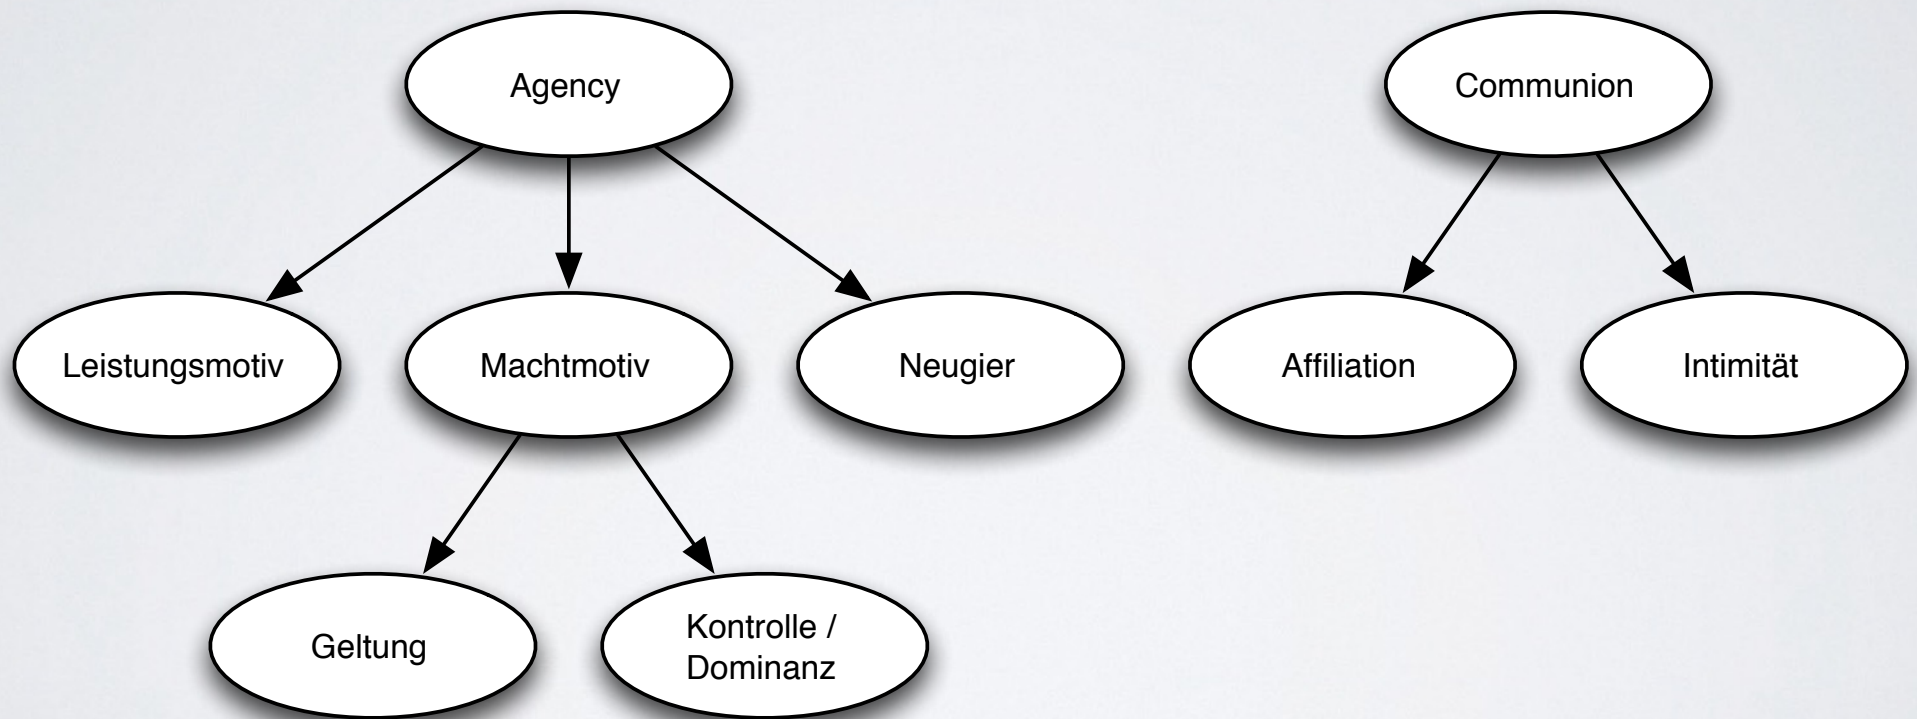 Agency
Communion
Leistungsmotiv
Machtmotiv
Neugier
Affiliation
Intimität
Geltung
Kontrolle /
Dominanz